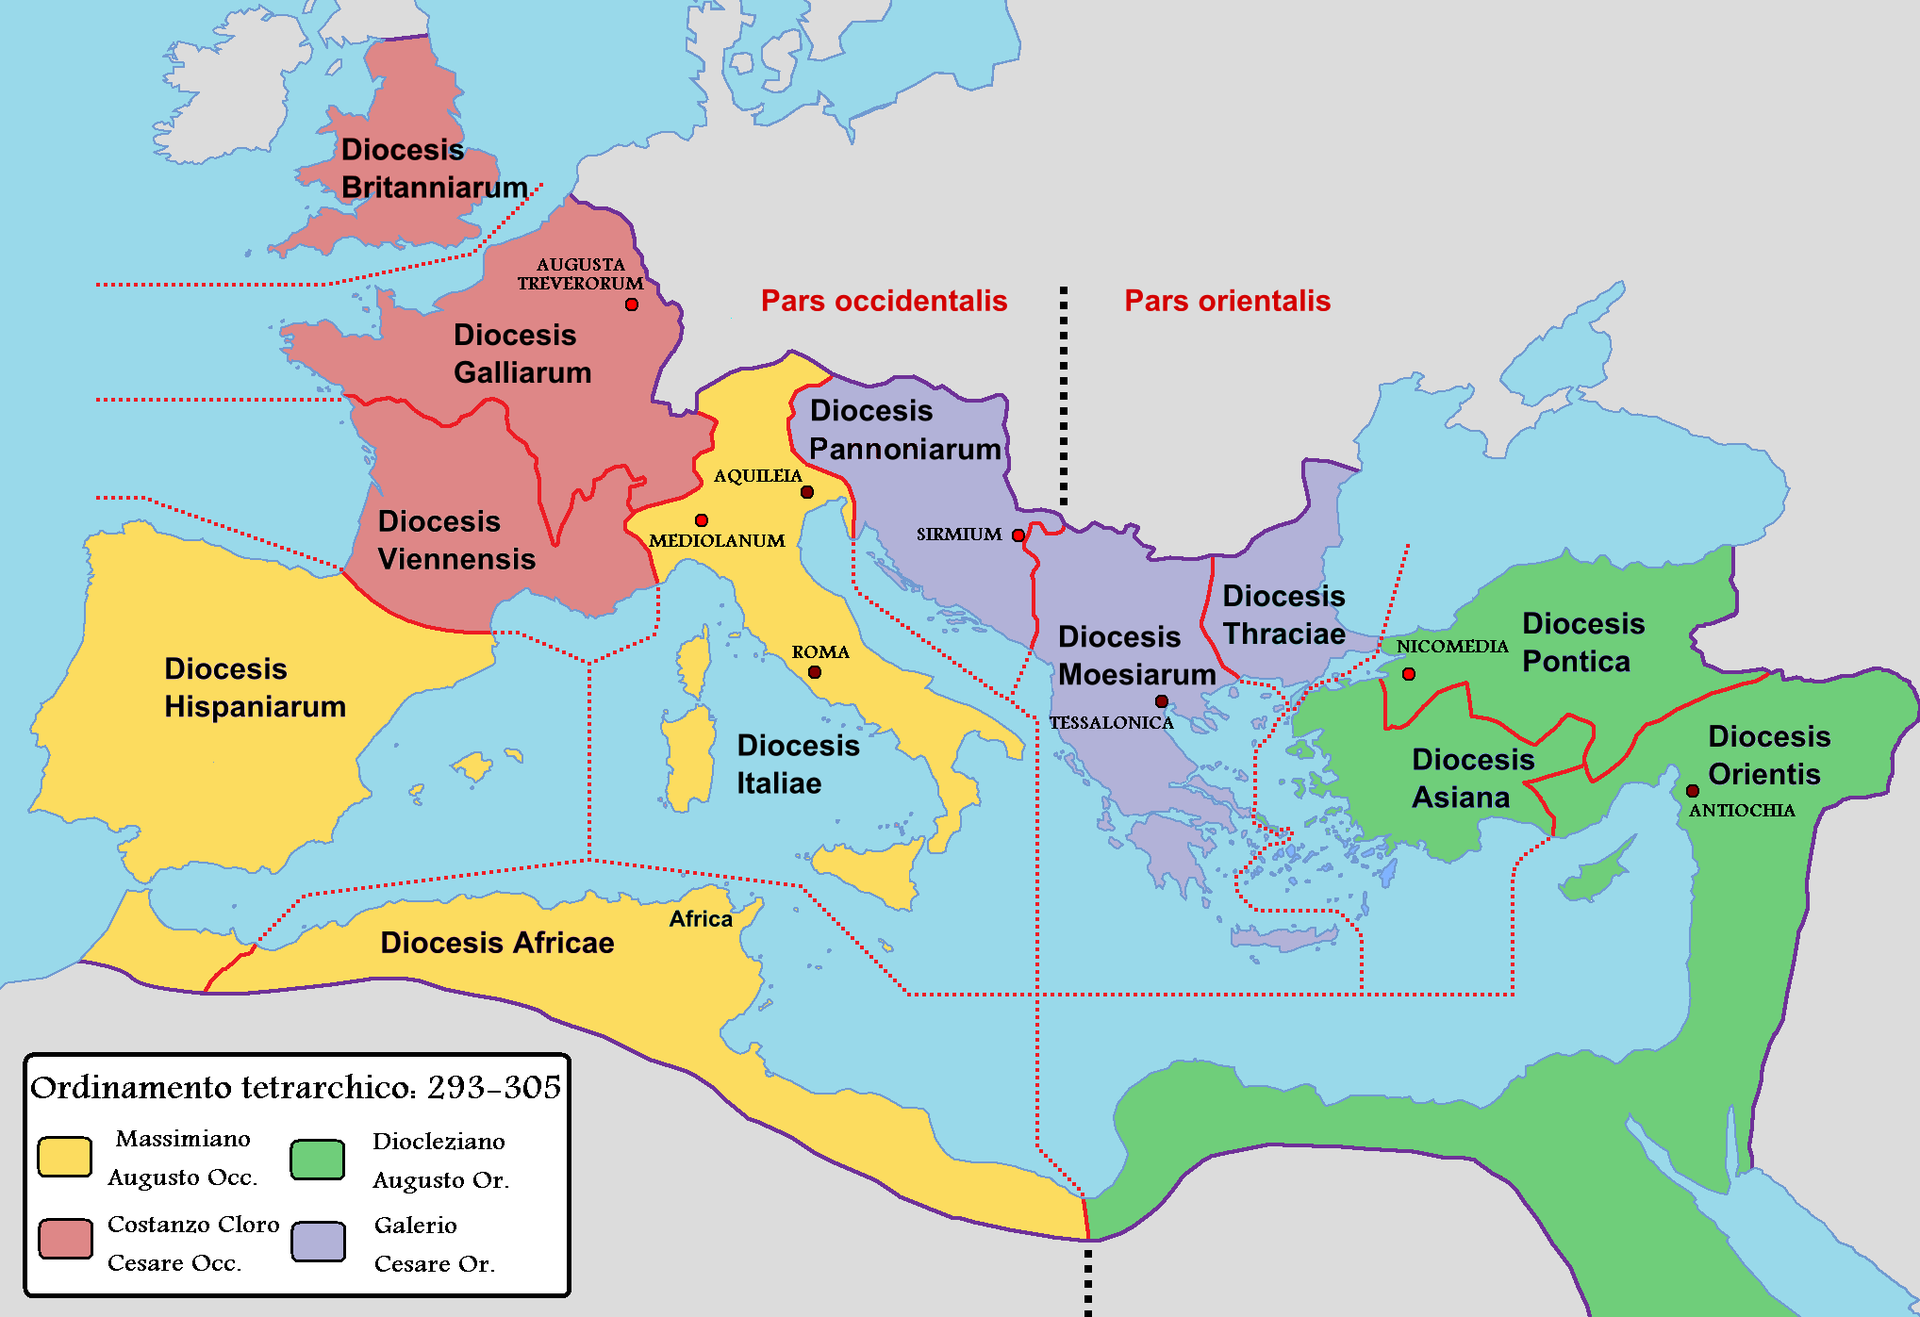 Diocesis
Britanniarum
AUGUSTA
TREVERORUM
Pars occidentalis
Pars orientalis
Diocesis
Galliarum
Diocesis
Pannoniarum
AQUILEIA
MEDIOLANUM
SIRMIUM
Diocesis
Viennensis
Diocesis
Thraciae
Diocesis
Moesiarum
Diocesis
Pontica
NICOMEDIA
ROMA
Diocesis
Hispaniarum
TESSALONICA
Diocesis
Italiae
Diocesis
Asiana
Diocesis
Orientis
ANTIOCHIA
Africa
Diocesis Africae
Ordinamento tetrarchico: 293-305
Massimiano
Augusto Occ.
Diocleziano
Augusto Or.
Costanzo Cloro
Cesare Occ.
Galerio
Cesare Or.